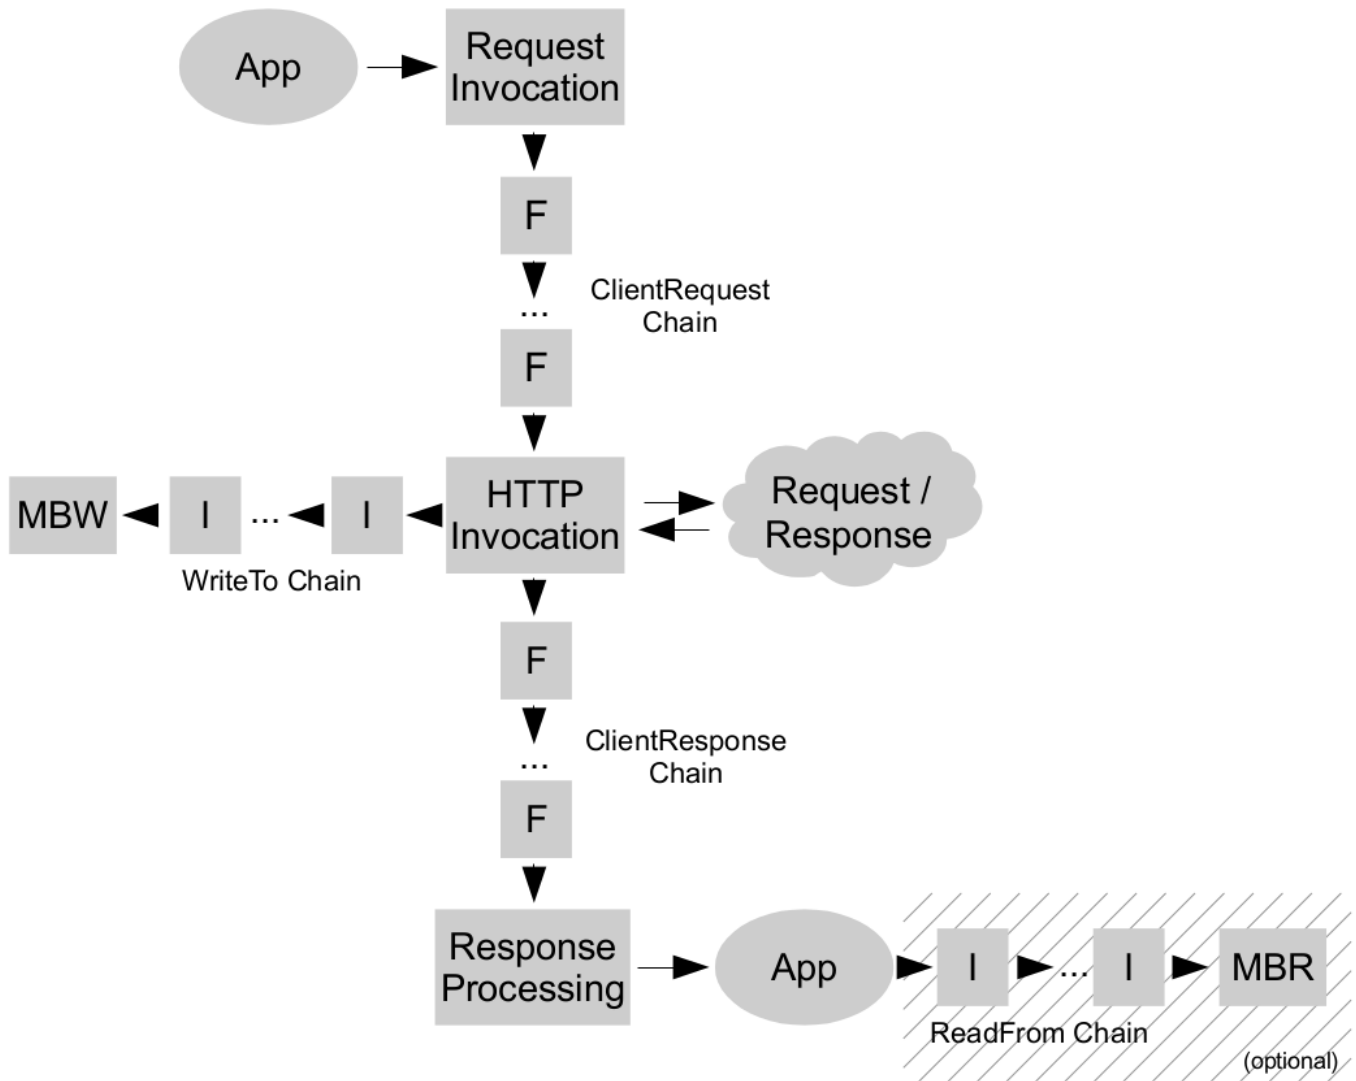 App
Request
Invocation
F
ClientRequest
Chain
...
F
MBW
I
...
I
HTTP
Invocation
Request /
Response
WriteTo Chain
F
ClientResponse
Chain
...
F
Response
Processing
App
I
...
I
MBR
ReadFrom Chain
(optional)